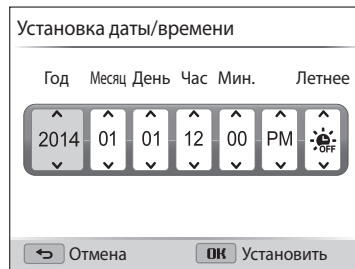 Установка даты/времени
Год Месяц День Час Мин. Летнее
2014 01 01 12 00 PM OFF
Отмена OK Установить